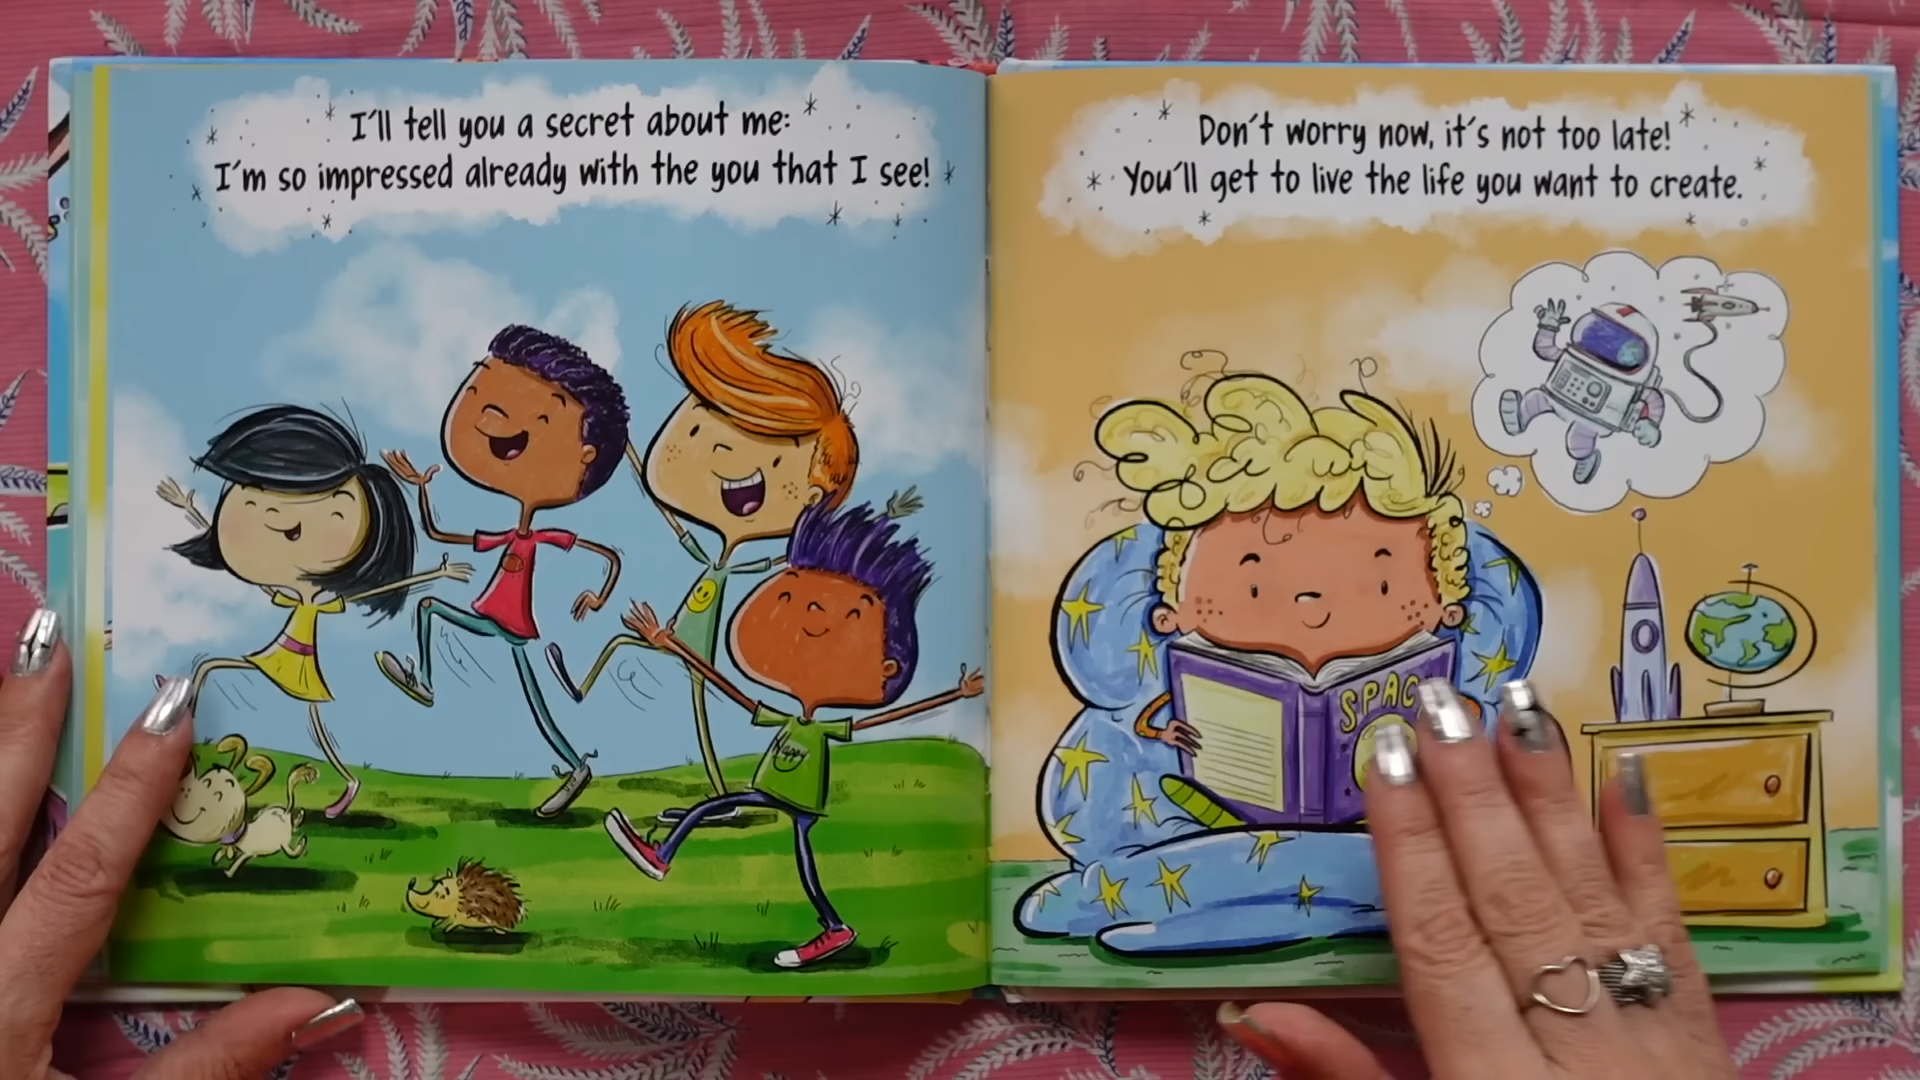 I'll tell you a secret about me:
I'm so impressed already with the you that I see!
Happy
Don't worry now, it's not too late!
You'll get to live the life you want to create.